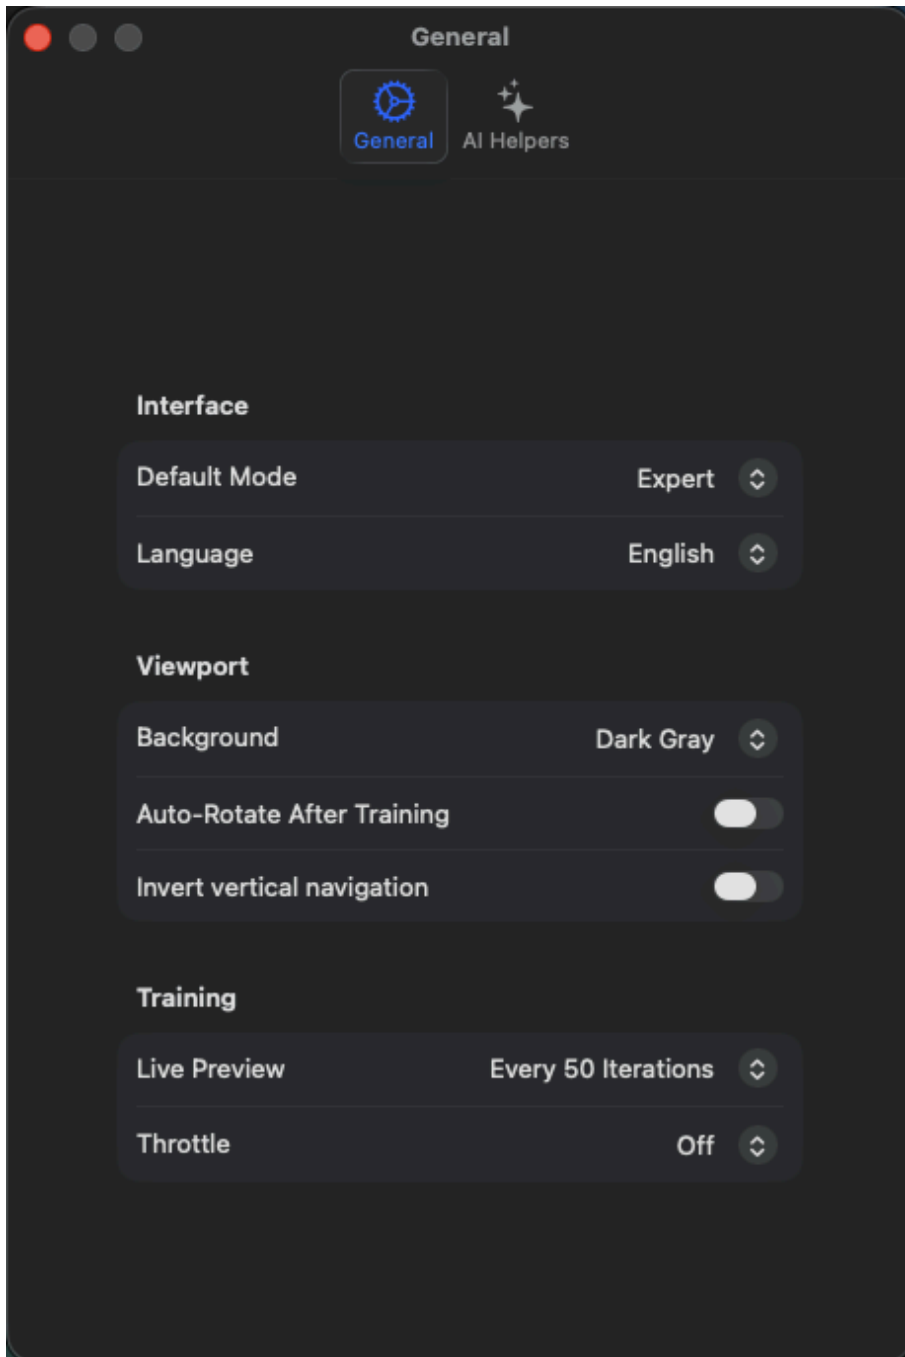 General
General
AI Helpers
Interface
Default Mode Expert
Language English
Viewport
Background Dark Gray
Auto-Rotate After Training
Invert vertical navigation
Training
Live Preview Every 50 Iterations
Throttle Off